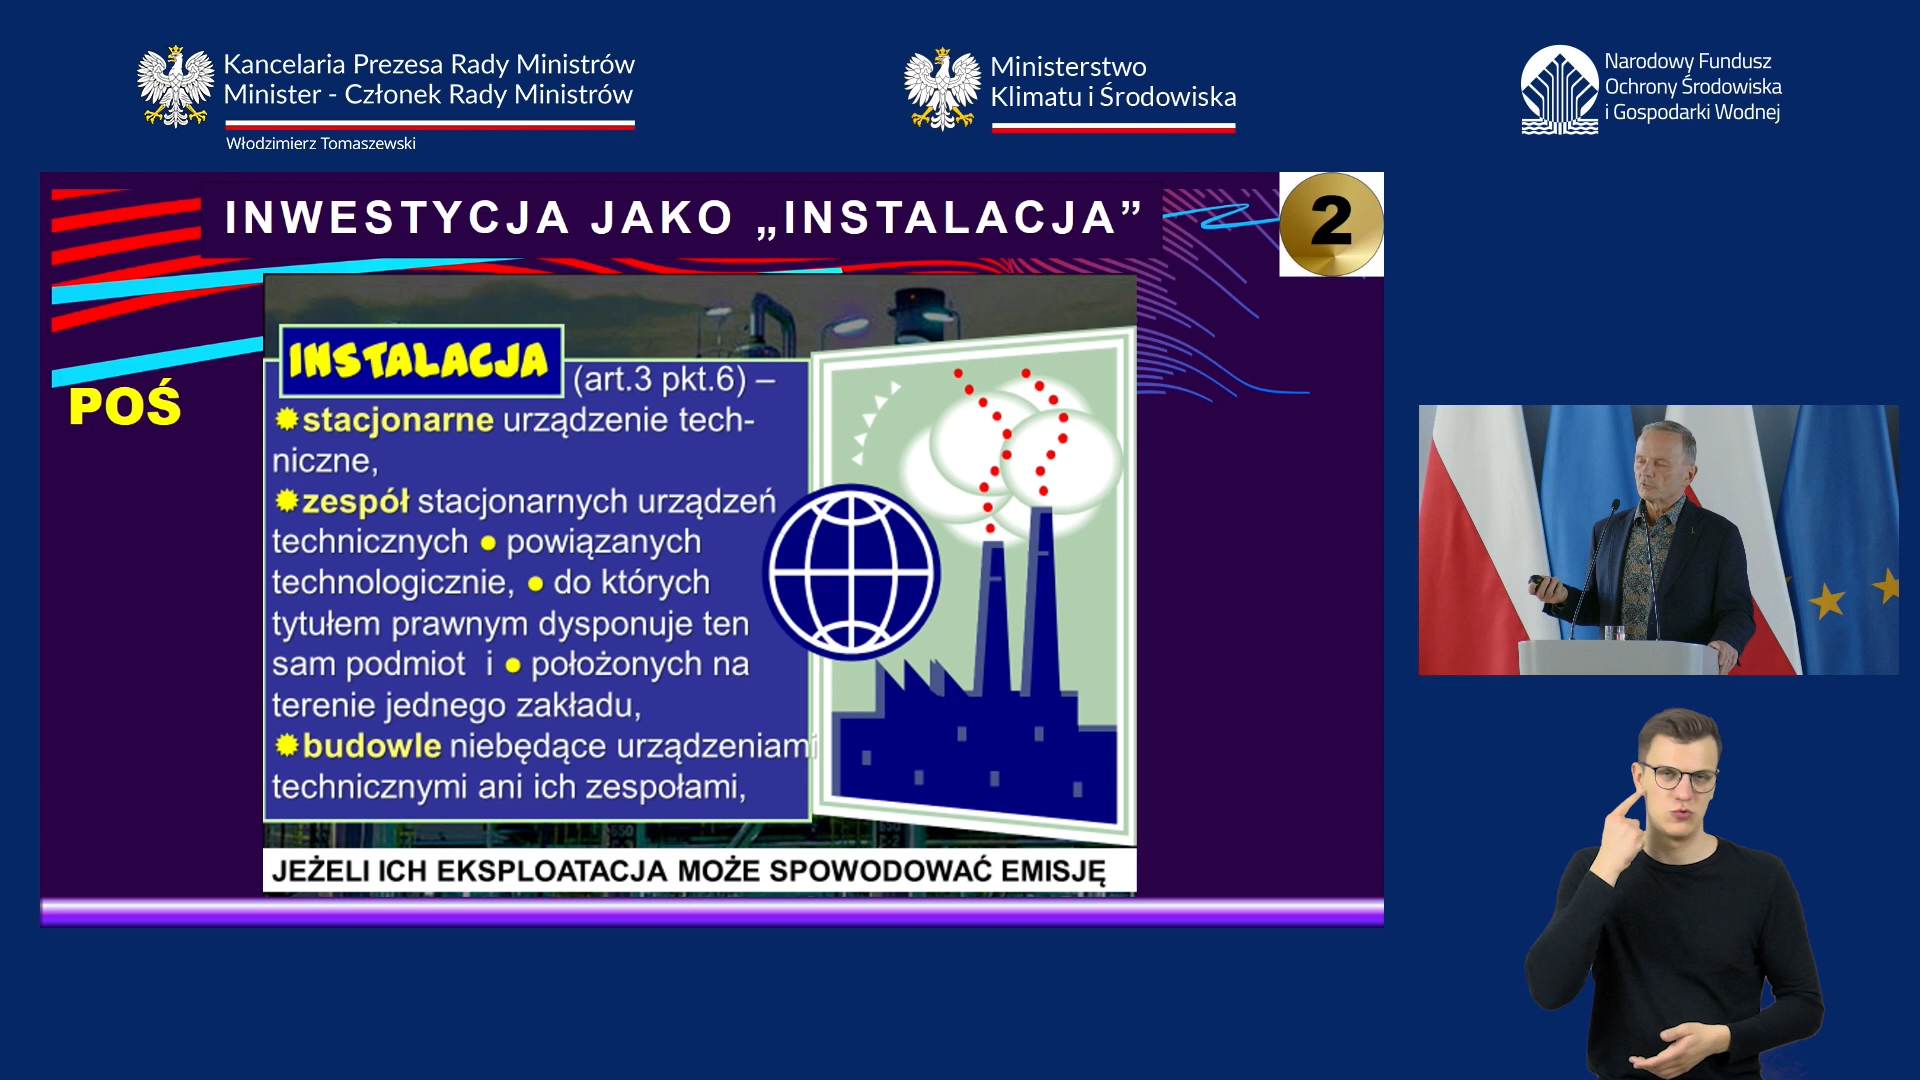 Kancelaria Prezesa Rady Ministrów
Minister - Członek Rady Ministrów
Włodzimierz Tomaszewski
Ministerstwo
Klimatu i Środowiska
Narodowy Fundusz
Ochrony Środowiska
i Gospodarki Wodnej
INWESTYCJA JAKO „INSTALACJA”
2
POŚ
INSTALACJA (art.3 pkt.6) –
stacjonarne urządzenie tech-
niczne,
zespół stacjonarnych urządzeń
technicznych ● powiązanych
technologicznie, ● do których
tytułem prawnym dysponuje ten
sam podmiot i ● położonych na
terenie jednego zakładu,
budowle niebędące urządzeniami
technicznymi ani ich zespołami,
JEŻELI ICH EKSPLOATACJA MOŻE SPOWODOWAĆ EMISJĘ